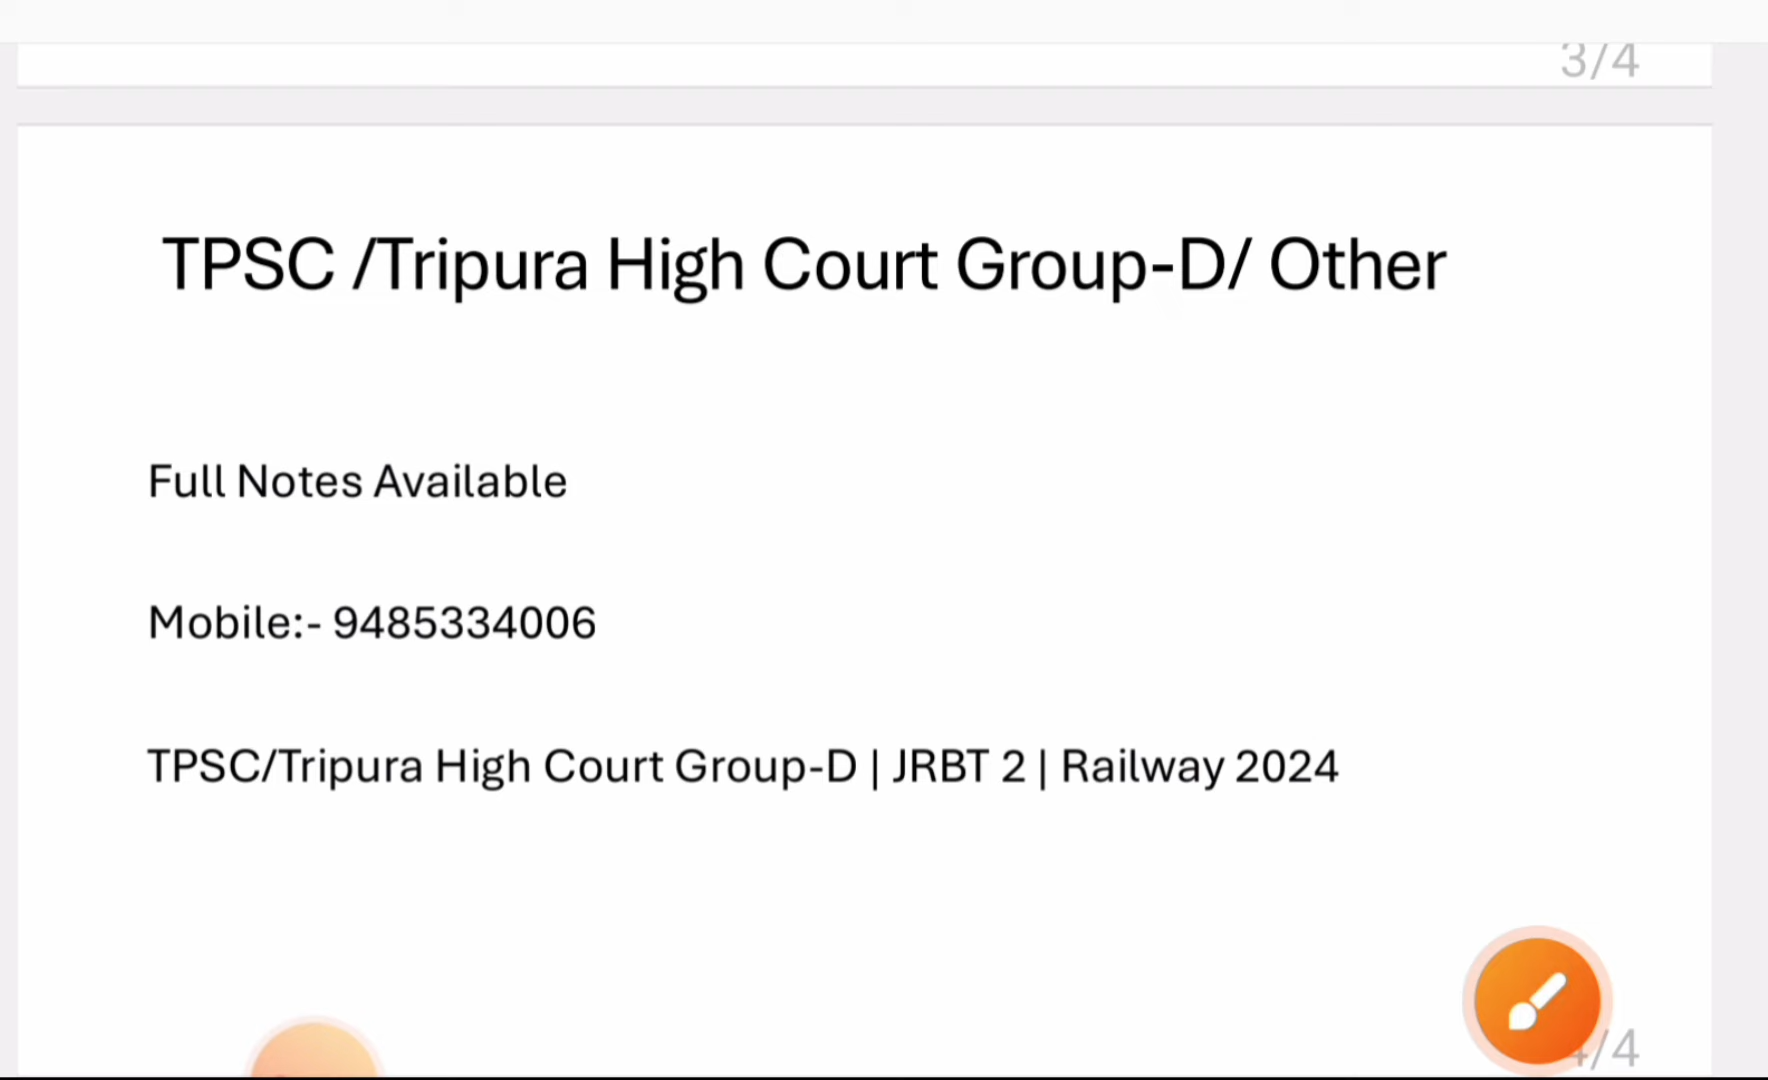 3/4
TPSC /Tripura High Court Group-D/ Other
Full Notes Available
Mobile:- 9485334006
TPSC/Tripura High Court Group-D | JRBT 2 | Railway 2024
4/4